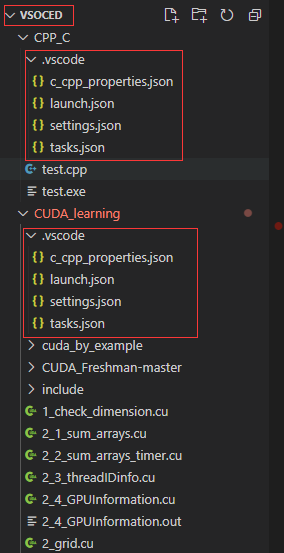 VSOCED
CPP_C
.vscode
{} c_cpp_properties.json
{} launch.json
{} settings.json
{} tasks.json
test.cpp
test.exe
CUDA_learning
.vscode
{} c_cpp_properties.json
{} launch.json
{} settings.json
{} tasks.json
cuda_by_example
CUDA_Freshman-master
include
1_check_dimension.cu
2_1_sum_arrays.cu
2_2_sum_arrays_timer.cu
2_3_threadIDinfo.cu
2_4_GPUInformation.cu
2_4_GPUInformation.out
2_grid.cu